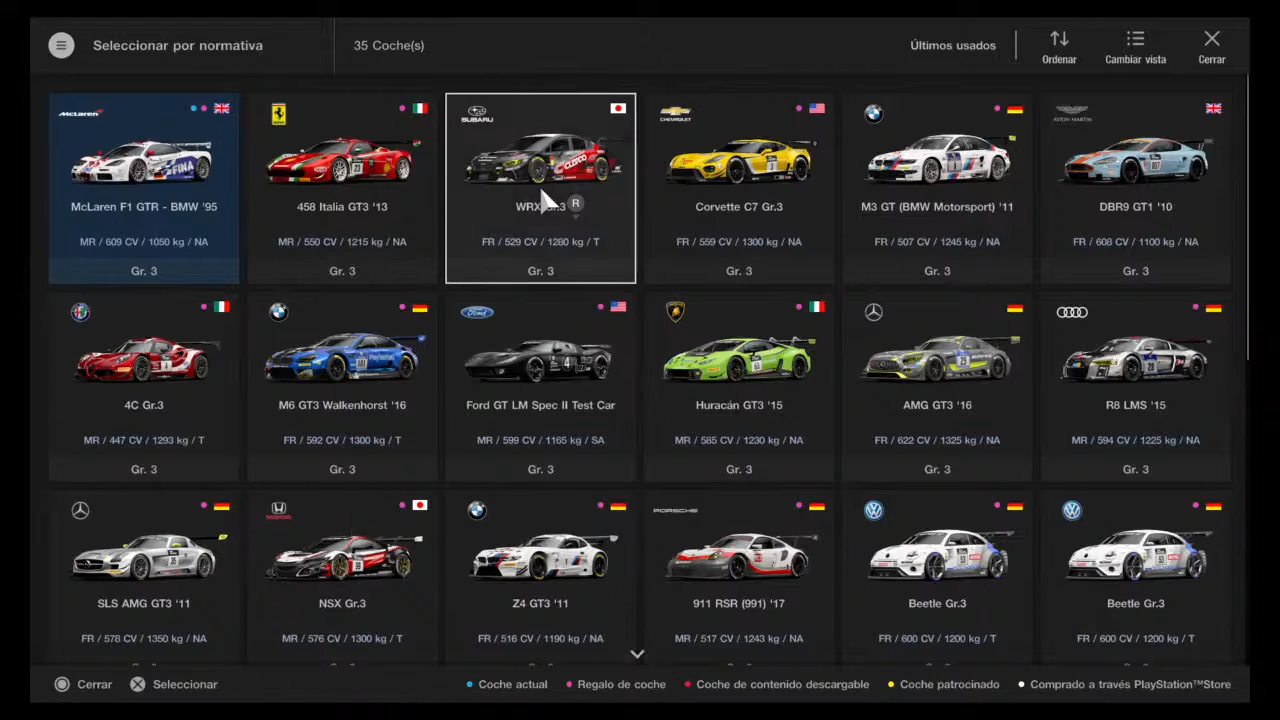 Seleccionar por normativa
35 Coche(s)
Últimos usados
Ordenar
Cambiar vista
Cerrar
McLaren
SUBARU
CHEVROLET
ASTON MARTIN
McLaren F1 GTR - BMW '95
458 Italia GT3 '13
R
Corvette C7 Gr.3
M3 GT (BMW Motorsport) '11
DBR9 GT1 '10
MR / 609 CV / 1050 kg / NA
MR / 550 CV / 1215 kg / NA
FR / 529 CV / 1280 kg / T
FR / 559 CV / 1300 kg / NA
FR / 507 CV / 1245 kg / NA
FR / 608 CV / 1100 kg / NA
Gr. 3
Gr. 3
Gr. 3
Gr. 3
Gr. 3
Gr. 3
Ford
4C Gr.3
M6 GT3 Walkenhorst '16
Ford GT LM Spec II Test Car
Huracán GT3 '15
AMG GT3 '16
R8 LMS '15
MR / 447 CV / 1293 kg / T
FR / 592 CV / 1300 kg / T
MR / 599 CV / 1165 kg / SA
MR / 585 CV / 1230 kg / NA
FR / 622 CV / 1325 kg / NA
MR / 594 CV / 1225 kg / NA
Gr. 3
Gr. 3
Gr. 3
Gr. 3
Gr. 3
Gr. 3
HONDA
PORSCHE
SLS AMG GT3 '11
NSX Gr.3
Z4 GT3 '11
911 RSR (991) '17
Beetle Gr.3
Beetle Gr.3
FR / 578 CV / 1350 kg / NA
MR / 576 CV / 1300 kg / T
FR / 516 CV / 1190 kg / NA
MR / 517 CV / 1243 kg / NA
FR / 600 CV / 1200 kg / T
FR / 600 CV / 1200 kg / T
Cerrar
Seleccionar
Coche actual
Regalo de coche
Coche de contenido descargable
Coche patrocinado
Comprado a través PlayStation™Store